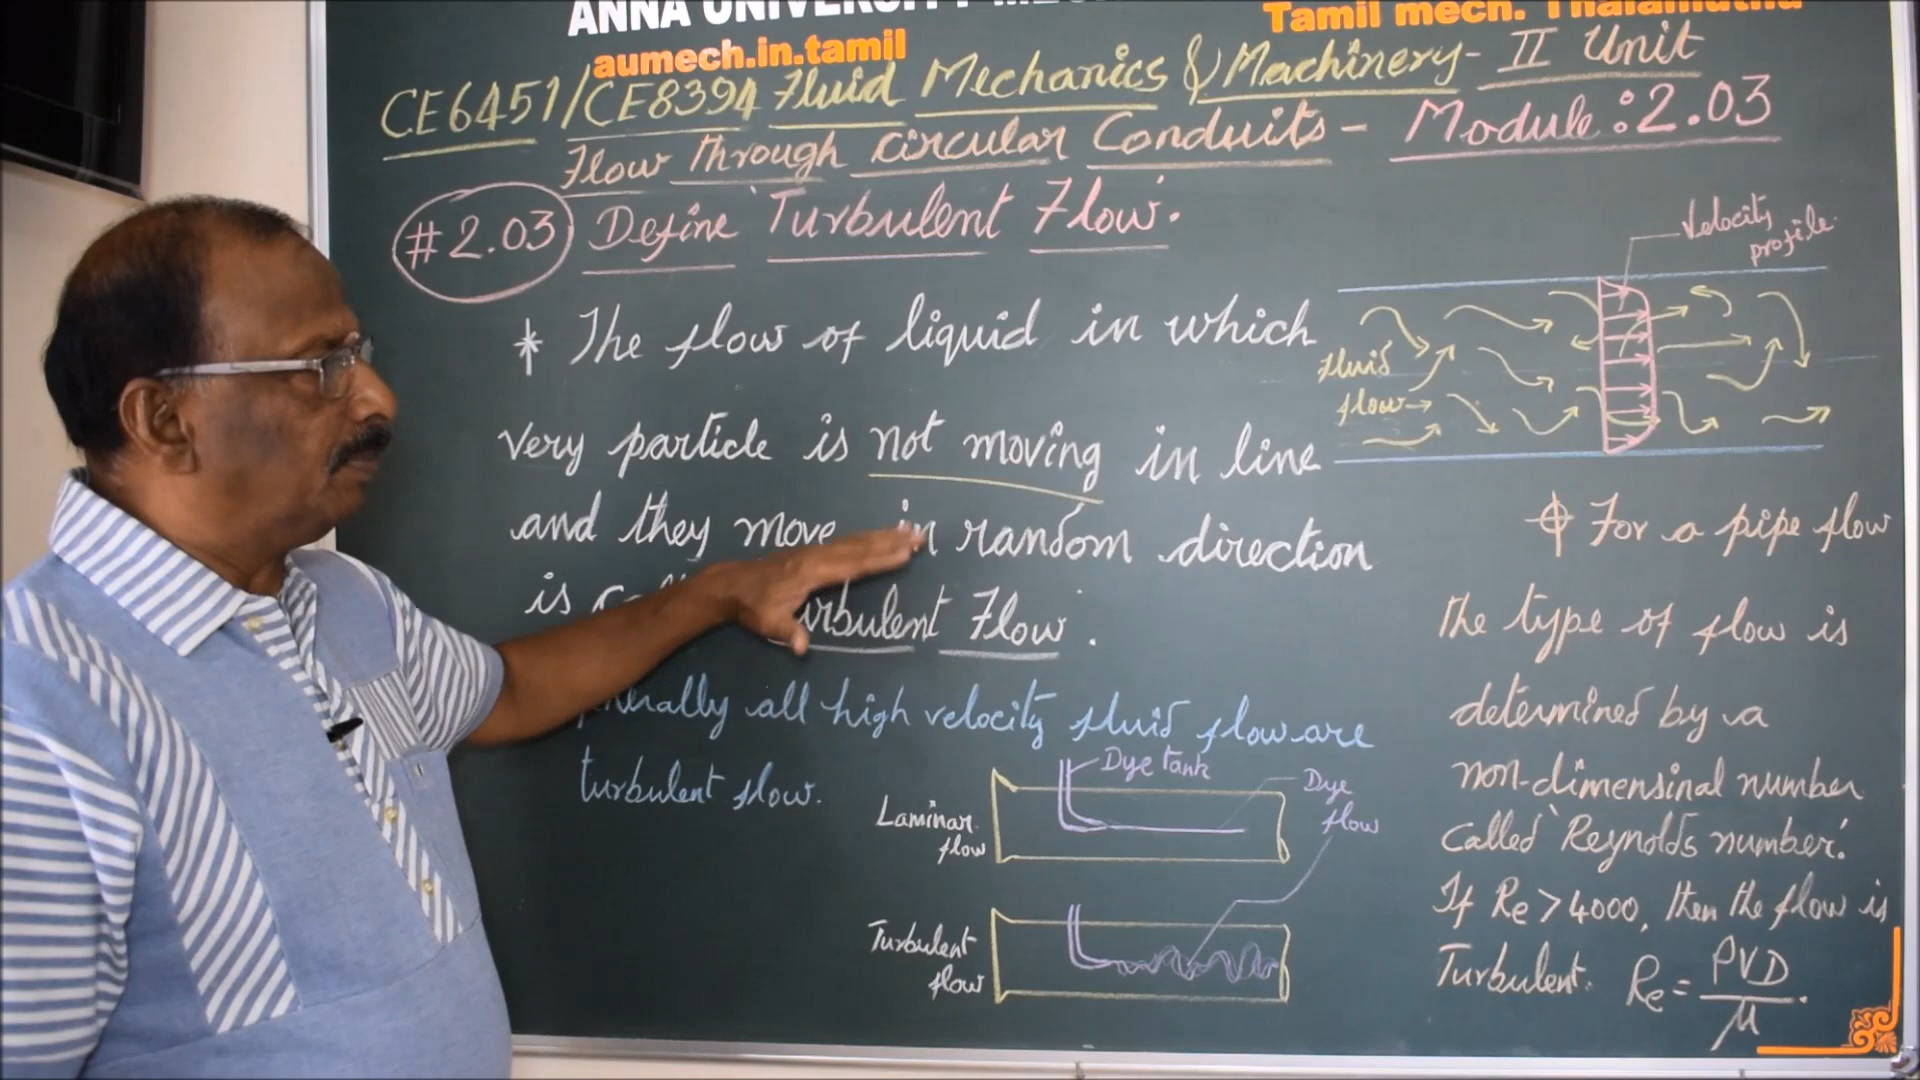 ANNA UNIVERSITY
aumech.in.tamil
Tamil mech. Thalamuthu
CE6451/CE8394 Fluid Mechanics & Machinery - II Unit
Flow through Circular Conduits - Module: 2.03
#2.03 Define Turbulent Flow.
* The flow of liquid in which
very particle is not moving in line
and they move in random direction
is Turbulent Flow.
all high velocity fluid flow are
turbulent flow.
Velocity
profile
Fluid
flow→
Laminar
flow
Dye tank
Dye
flow
Turbulent
flow
For a pipe flow
the type of flow is
determined by a
non-dimensinal number
called 'Reynolds number'.
If Re > 4000, then the flow is
Turbulent. Re = ρVD/μ.